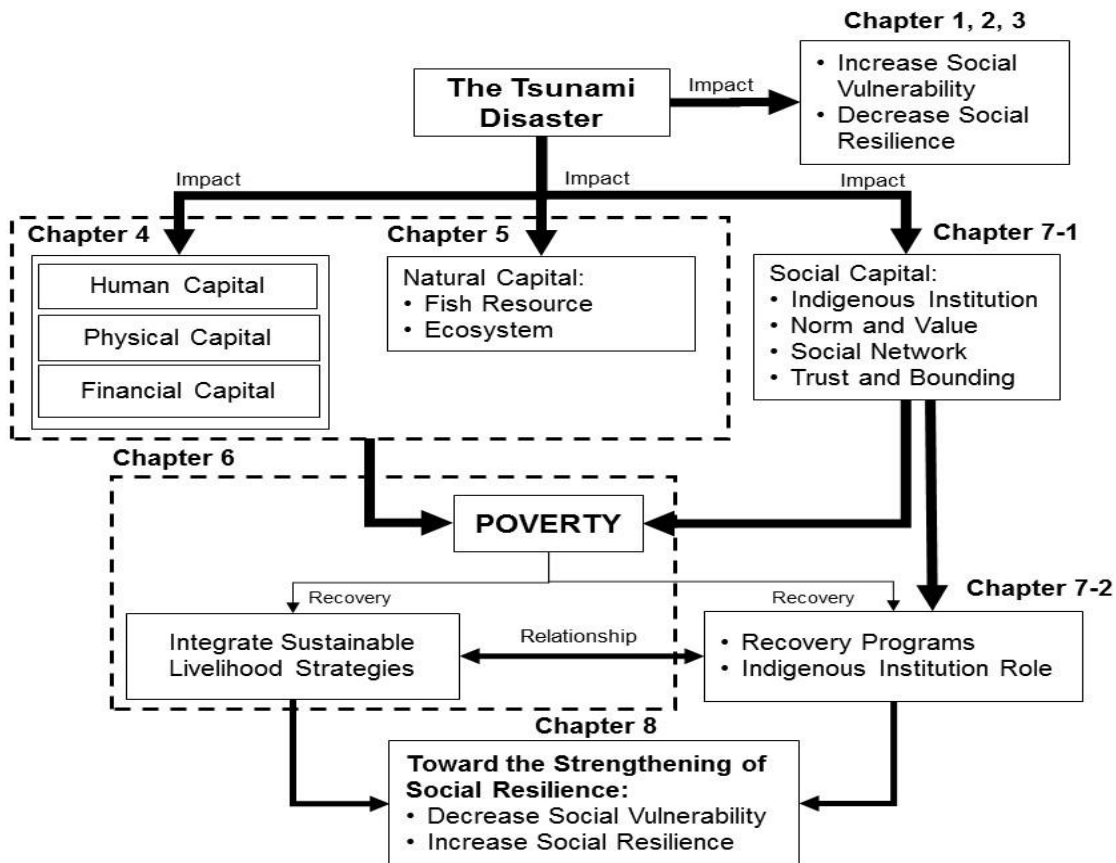 Chapter 1, 2, 3
The Tsunami
Disaster
Impact
• Increase Social
Vulnerability
• Decrease Social
Resilience
Impact
Impact
Impact
Chapter 4
Human Capital
Physical Capital
Financial Capital
Chapter 5
Natural Capital:
• Fish Resource
• Ecosystem
Chapter 7-1
Social Capital:
• Indigenous Institution
• Norm and Value
• Social Network
• Trust and Bounding
Chapter 6
POVERTY
Recovery
Recovery
Chapter 7-2
Integrate Sustainable
Livelihood Strategies
Relationship
• Recovery Programs
• Indigenous Institution Role
Chapter 8
Toward the Strengthening of
Social Resilience:
• Decrease Social Vulnerability
• Increase Social Resilience